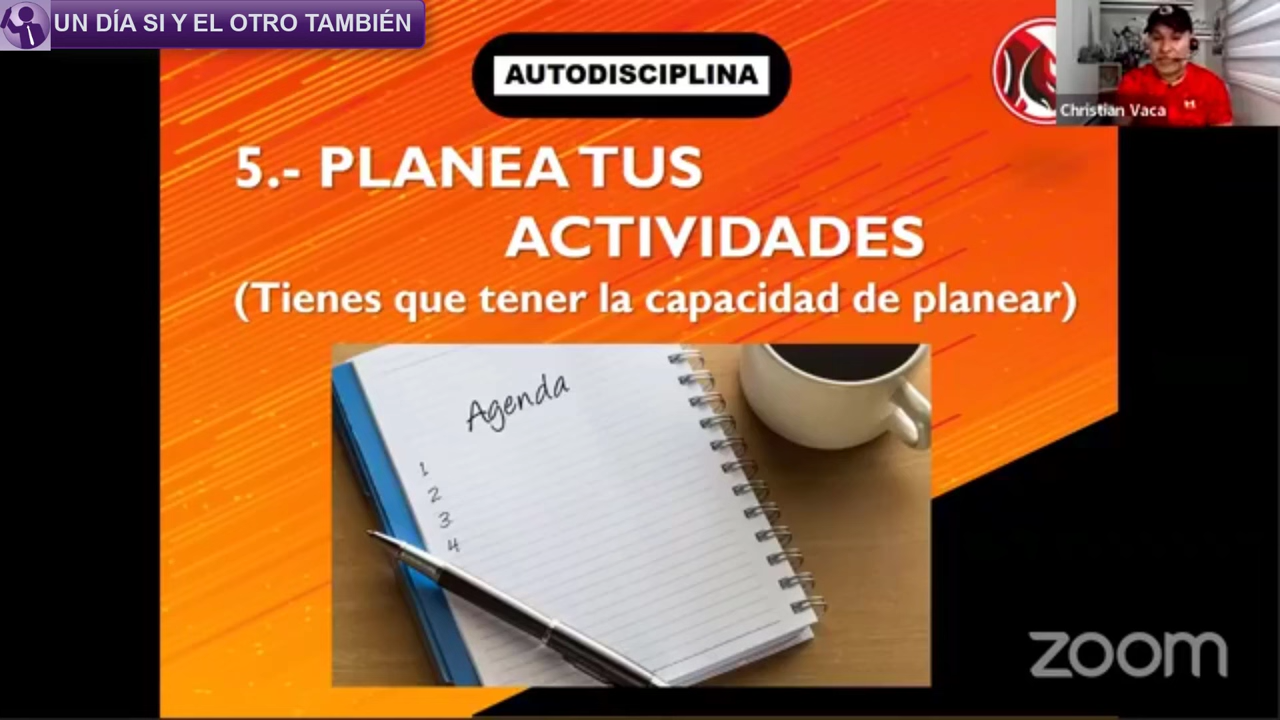 UN DÍA SI Y EL OTRO TAMBIÉN
AUTODISCIPLINA
Christian Vaca
5.- PLANEA TUS
ACTIVIDADES
(Tienes que tener la capacidad de planear)
Agenda
1
2
3
4
zoom